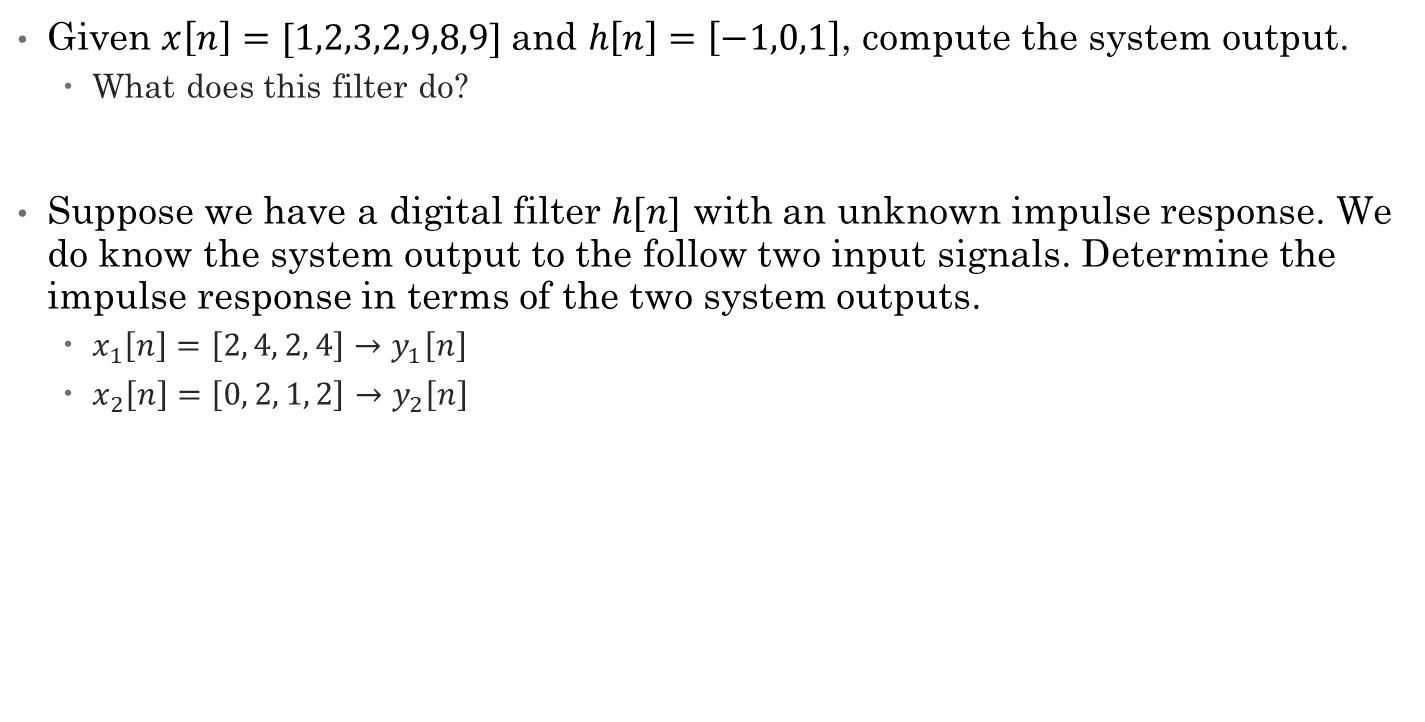 • Given x[n] = [1,2,3,2,9,8,9] and h[n] = [−1,0,1], compute the system output.
• What does this filter do?
• Suppose we have a digital filter h[n] with an unknown impulse response. We
do know the system output to the follow two input signals. Determine the
impulse response in terms of the two system outputs.
• x₁[n] = [2, 4, 2, 4] → y₁[n]
• x₂[n] = [0, 2, 1, 2] → y₂[n]